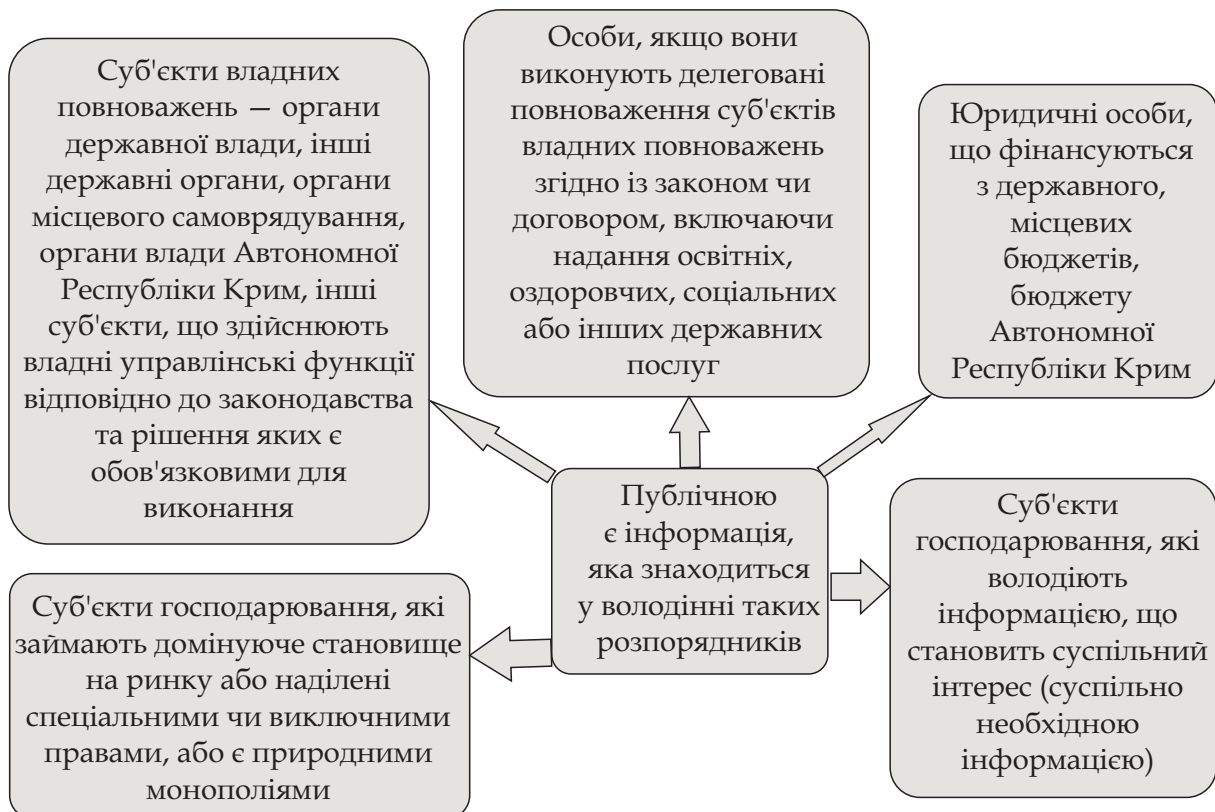 Суб'єкти владних
повноважень — органи
державної влади, інші
державні органи, органи
місцевого самоврядування,
органи влади Автономної
Республіки Крим, інші
суб'єкти, що здійснюють
владні управлінські функції
відповідно до законодавства
та рішення яких є
обов'язковими для
виконання
Особи, якщо вони
виконують делеговані
повноваження суб'єктів
владних повноважень
згідно із законом чи
договором, включаючи
надання освітніх,
оздоровчих, соціальних
або інших державних
послуг
Юридичні особи,
що фінансуються
з державного,
місцевих
бюджетів,
бюджету
Автономної
Республіки Крим
Публічною
є інформація,
яка знаходиться
у володінні таких
розпорядників
Суб'єкти господарювання, які
займають домінуюче становище
на ринку або наділені
спеціальними чи виключними
правами, або є природними
монополіями
Суб'єкти
господарювання, які
володіють
інформацією, що
становить суспільний
інтерес (суспільно
необхідною
інформацією)